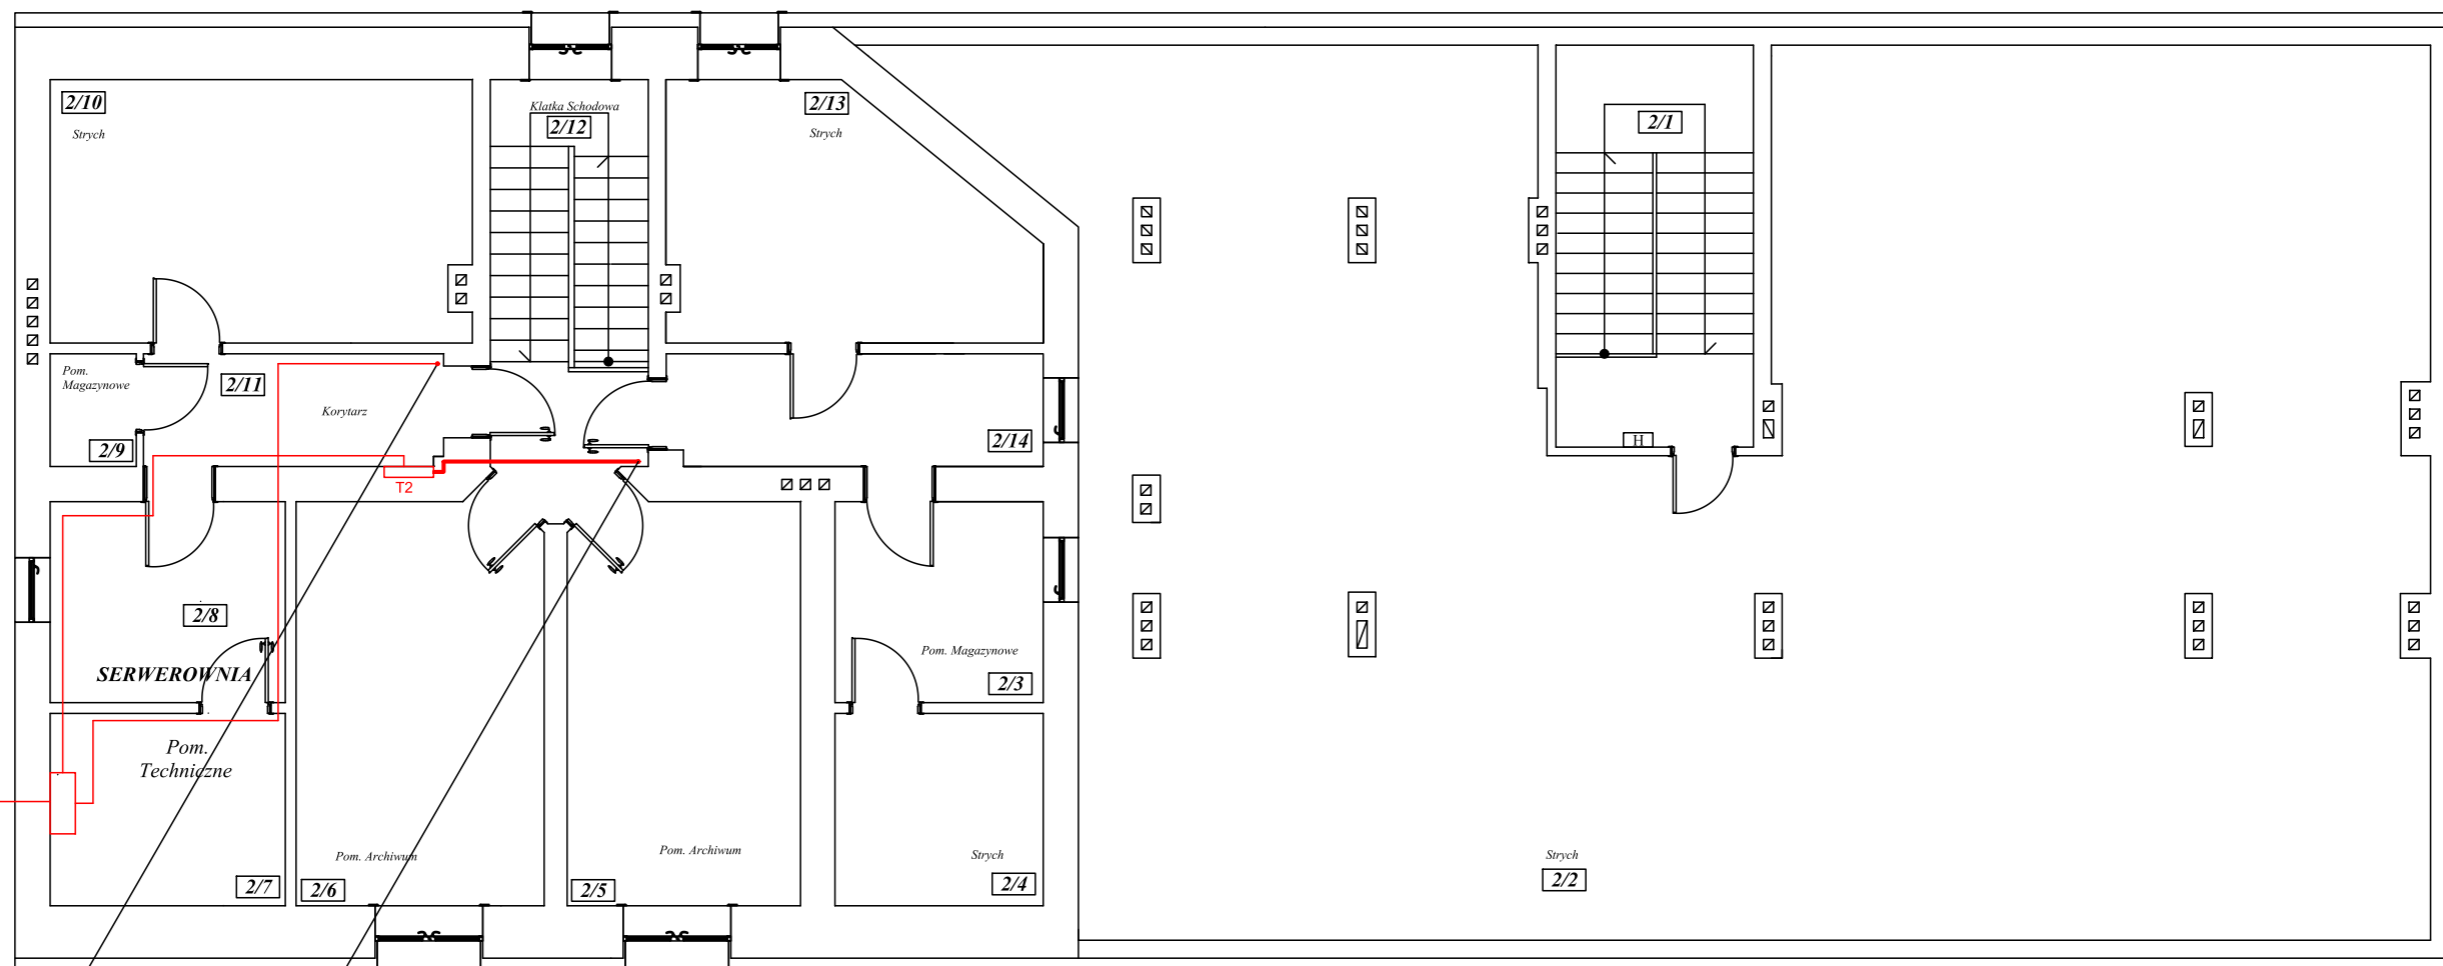 2/10
Strych
Klatka Schodowa
2/12
2/13
Strych
2/1
Pom.
Magazynowe
2/11
Korytarz
2/9
2/14
H
T2
2/8
SERWEROWNIA
Pom. Magazynowe
2/3
Pom.
Techniczne
Pom. Archiwum
Pom. Archiwum
Strych
Strych
2/7
2/6
2/5
2/4
2/2